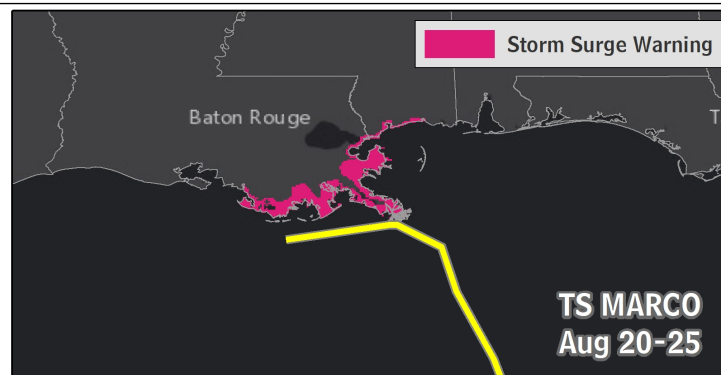 Storm Surge Warning
Baton Rouge
T
TS MARCO
Aug 20-25